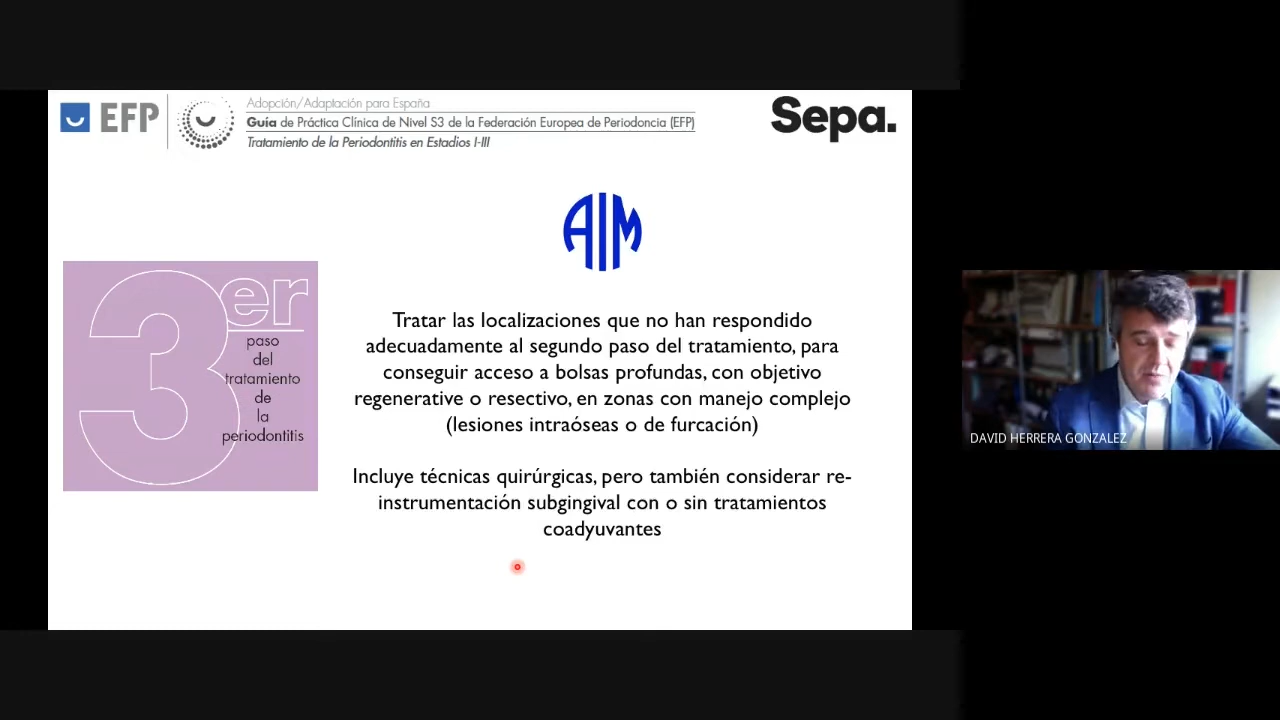 EFP
Adopción/Adaptación para España
Guía de Práctica Clínica de Nivel S3 de la Federación Europea de Periodoncia (EFP)
Tratamiento de la Periodontitis en Estadios I-III
Sepa.
AIM
3er
paso
del
tratamiento
de
la
periodontitis
Tratar las localizaciones que no han respondido
adecuadamente al segundo paso del tratamiento, para
conseguir acceso a bolsas profundas, con objetivo
regenerative o resectivo, en zonas con manejo complejo
(lesiones intraóseas o de furcación)
Incluye técnicas quirúrgicas, pero también considerar re-
instrumentación subgingival con o sin tratamientos
coadyuvantes
DAVID HERRERA GONZALEZ